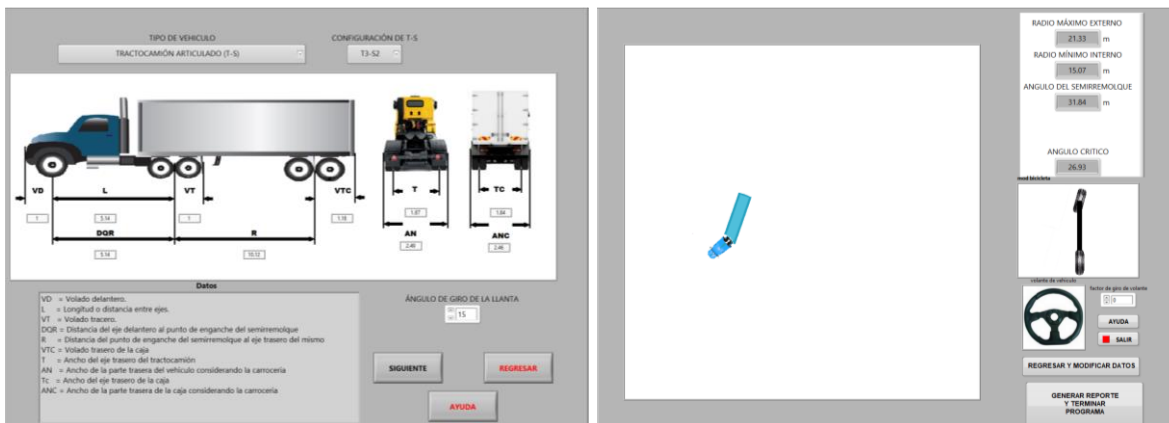 TIPO DE VEHICULO
TRACTOCAMIÓN ARTICULADO (T-S)
CONFIGURACIÓN DE T-S
T3-S2
VD
L
VT
VTC
1
5.14
1
1.18
DQR
R
5.14
10.12
T
TC
1.87
1.84
AN
ANC
2.49
2.46
Datos
VD = Volado delantero.
L = Longitud o distancia entre ejes.
VT = Volado tracero.
DQR = Distancia del eje delantero al punto de enganche del semirremolque
R = Distancia del punto de enganche del semirremolque al eje trasero del mismo
VTC = Volado trasero de la caja
T = Ancho del eje trasero del tractocamión
AN = Ancho de la parte trasera del vehículo considerando la carrocería
Tc = Ancho del eje trasero de la caja
ANC = Ancho de la parte trasera de la caja considerando la carrocería
ÁNGULO DE GIRO DE LA LLANTA
15
SIGUIENTE
REGRESAR
AYUDA
RADIO MÁXIMO EXTERNO
21.33 m
RADIO MÍNIMO INTERNO
15.07 m
ANGULO DEL SEMIRREMOLQUE
31.84 m
ANGULO CRITICO
26.93
mod bicicleta
volante de vehiculo
factor de giro de volante
AYUDA
SALIR
REGRESAR Y MODIFICAR DATOS
GENERAR REPORTE
Y TERMINAR
PROGRAMA